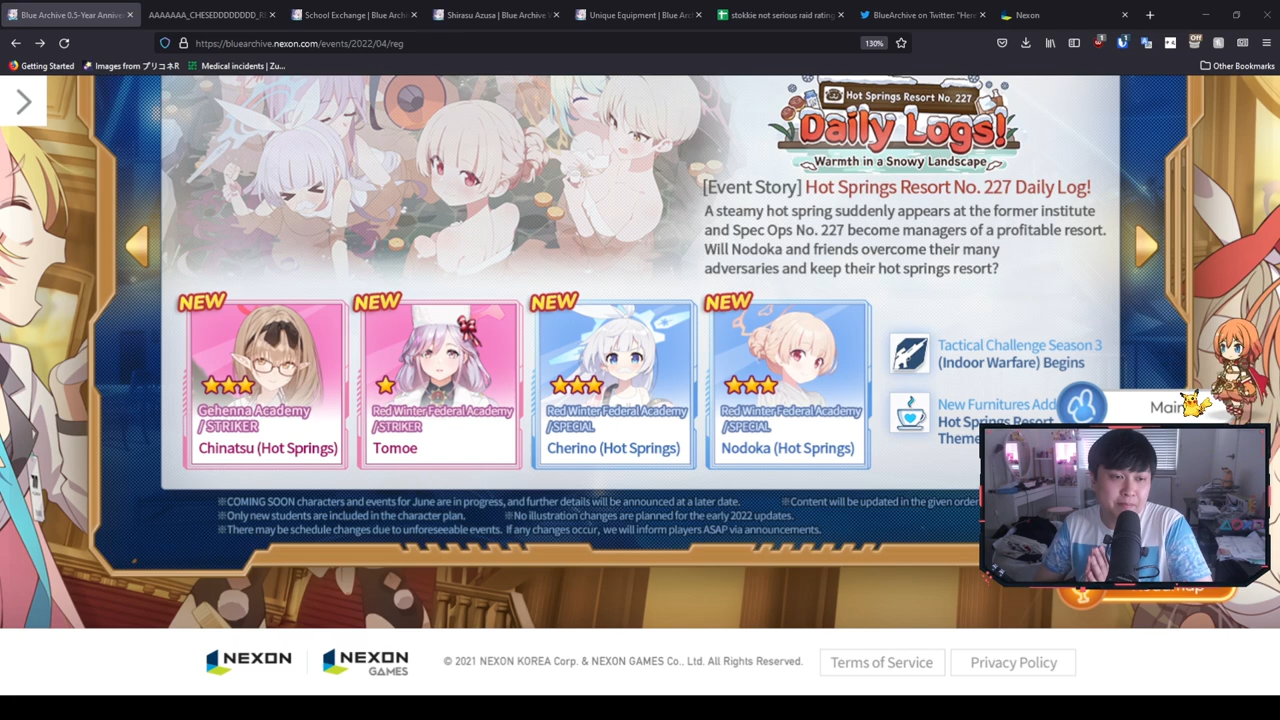 Blue Archive 0.5-Year Annive
AAAAAAA_CHESEDDDDDDDD_R
School Exchange | Blue Arch
Shirasu Azusa | Blue Archive
Unique Equipment | Blue Ar
stokkie not serious raid rating
BlueArchive on Twitter: "Her
Nexon
https://bluearchive.nexon.com/events/2022/04/reg
130%
Getting Started
Images from プリコネR
Medical incidents | Zu...
Other Bookmarks
Hot Springs Resort No. 227
Daily Logs!
Warmth in a Snowy Landscape
[Event Story] Hot Springs Resort No. 227 Daily Log!
A steamy hot spring suddenly appears at the former institute
and Spec Ops No. 227 become managers of a profitable resort.
Will Nodoka and friends overcome their many
adversaries and keep their hot springs resort?
NEW
Gehenna Academy
/ STRIKER
Chinatsu (Hot Springs)
NEW
Red Winter Federal Academy
/STRIKER
Tomoe
NEW
Red Winter Federal Academy
/SPECIAL
Cherino (Hot Springs)
NEW
Red Winter Federal Academy
/SPECIAL
Nodoka (Hot Springs)
Tactical Challenge Season 3
(Indoor Warfare) Begins
New Furnitures Add
Hot Springs Resort
Theme
Main
※COMING SOON characters and events for June are in progress, and further details will be announced at a later date.
※Content will be updated in the given order
※Only new students are included in the character plan.
※No illustration changes are planned for the early 2022 updates.
※There may be schedule changes due to unforeseeable events. If any changes occur, we will inform players ASAP via announcements.
Roadmap
NEXON
NEXON GAMES
© 2021 NEXON KOREA Corp. & NEXON GAMES Co., Ltd. All Rights Reserved.
Terms of Service
Privacy Policy